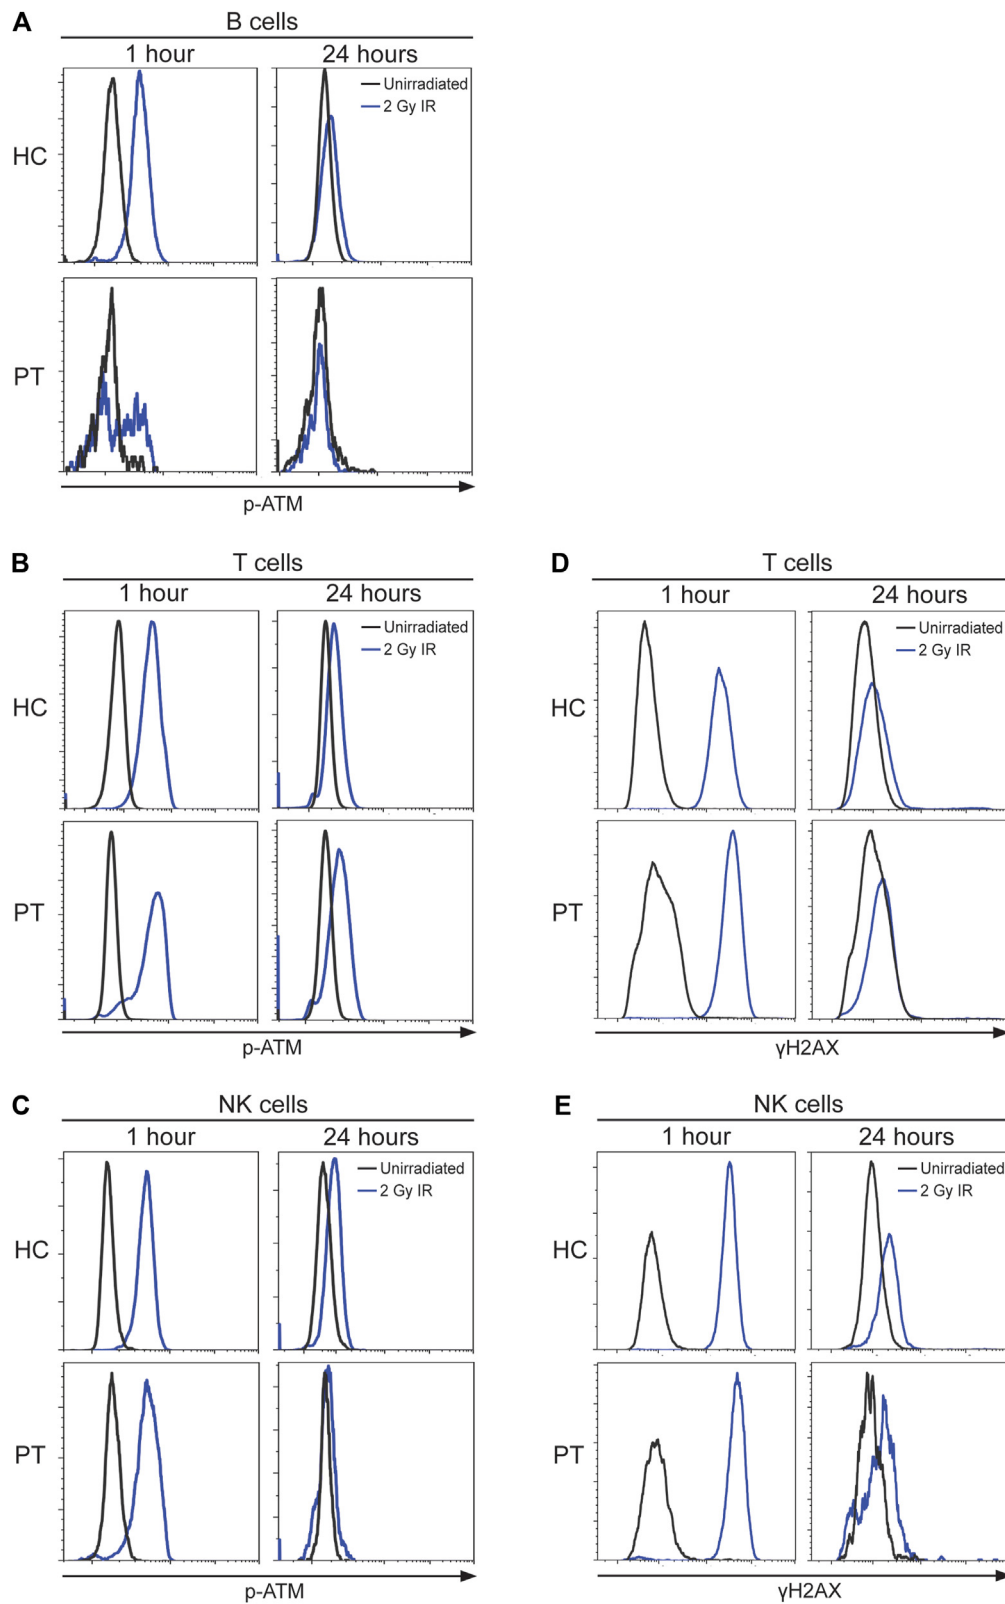 A
B cells
1 hour
24 hours
HC
Unirradiated
2 Gy IR
PT
p-ATM
B
T cells
1 hour
24 hours
HC
Unirradiated
2 Gy IR
PT
p-ATM
D
T cells
1 hour
24 hours
HC
Unirradiated
2 Gy IR
PT
γH2AX
C
NK cells
1 hour
24 hours
HC
Unirradiated
2 Gy IR
PT
p-ATM
E
NK cells
1 hour
24 hours
HC
Unirradiated
2 Gy IR
PT
γH2AX